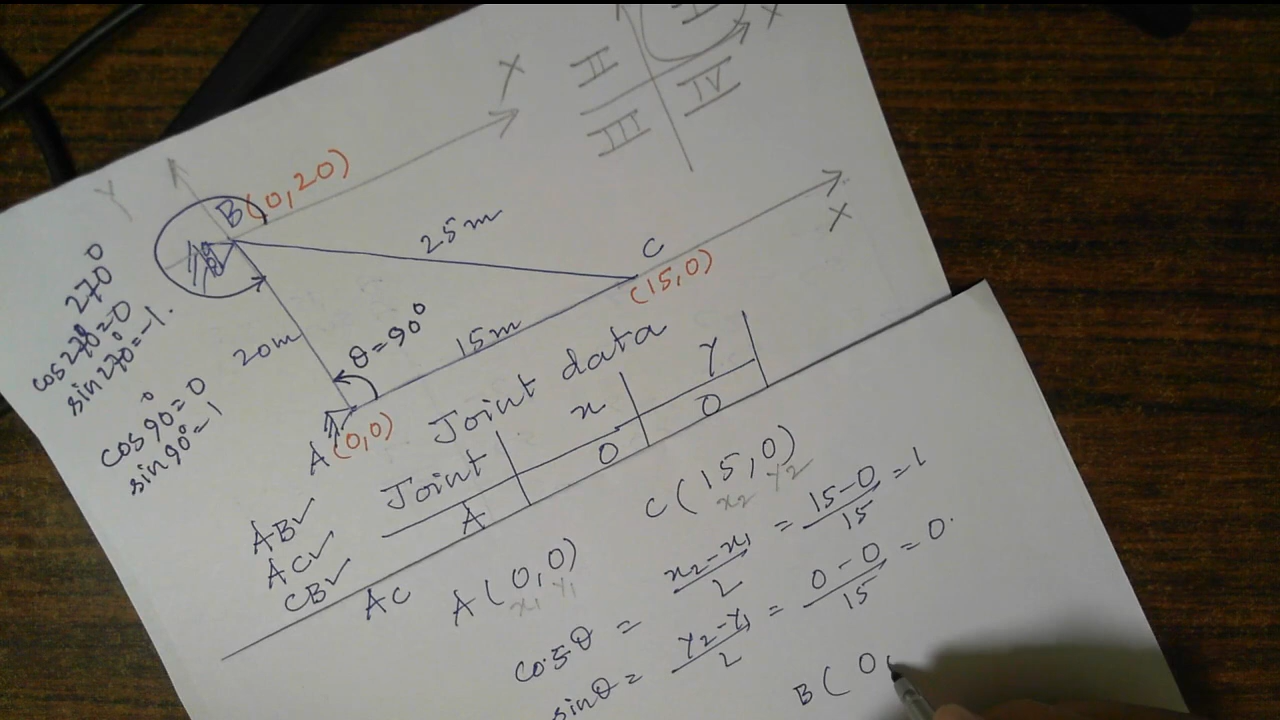 X
II
I
X
III
IV
Y
B(0,20)
X
25m
C
(15,0)
270°
cos270°=0
sin270°=-1.
20m
θ=90°
15m
cos90°=0
sin90°=1
A(0,0)
Joint data
Joint x Y
A 0 0
AB✓
AC✓
CB✓
AC A(0,0) C(15,0)
x1 Y1 x2 Y2
cosθ = x2-x1/L = 15-0/15 = 1
sinθ = Y2-Y1/L = 0-0/15 = 0.
B(0